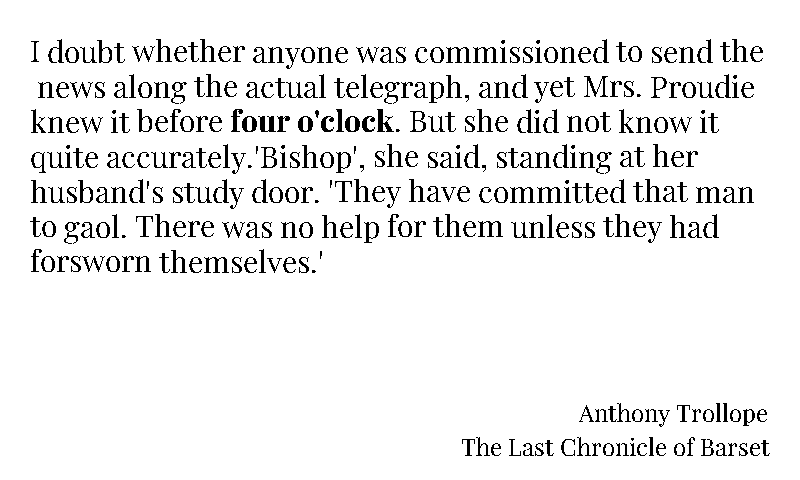 I doubt whether anyone was commissioned to send the
news along the actual telegraph, and yet Mrs. Proudie
knew it before four o'clock. But she did not know it
quite accurately.'Bishop', she said, standing at her
husband's study door. 'They have committed that man
to gaol. There was no help for them unless they had
forsworn themselves.'
Anthony Trollope
The Last Chronicle of Barset